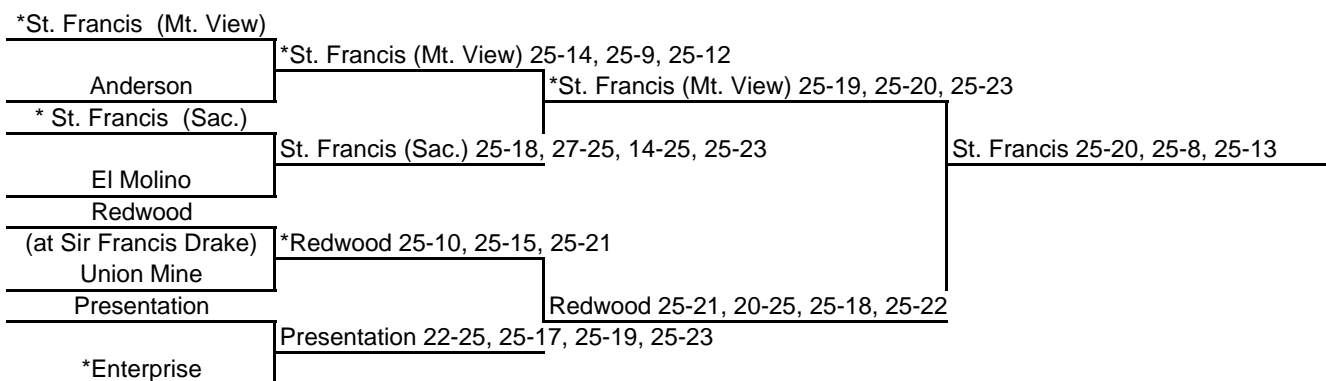 *St. Francis  (Mt. View)
*St. Francis (Mt. View) 25-14, 25-9, 25-12
Anderson
*St. Francis (Mt. View) 25-19, 25-20, 25-23
* St. Francis  (Sac.)
St. Francis (Sac.) 25-18, 27-25, 14-25, 25-23
St. Francis 25-20, 25-8, 25-13
El Molino
Redwood
(at Sir Francis Drake)
*Redwood 25-10, 25-15, 25-21
Union Mine
Presentation
Redwood 25-21, 20-25, 25-18, 25-22
Presentation 22-25, 25-17, 25-19, 25-23
*Enterprise